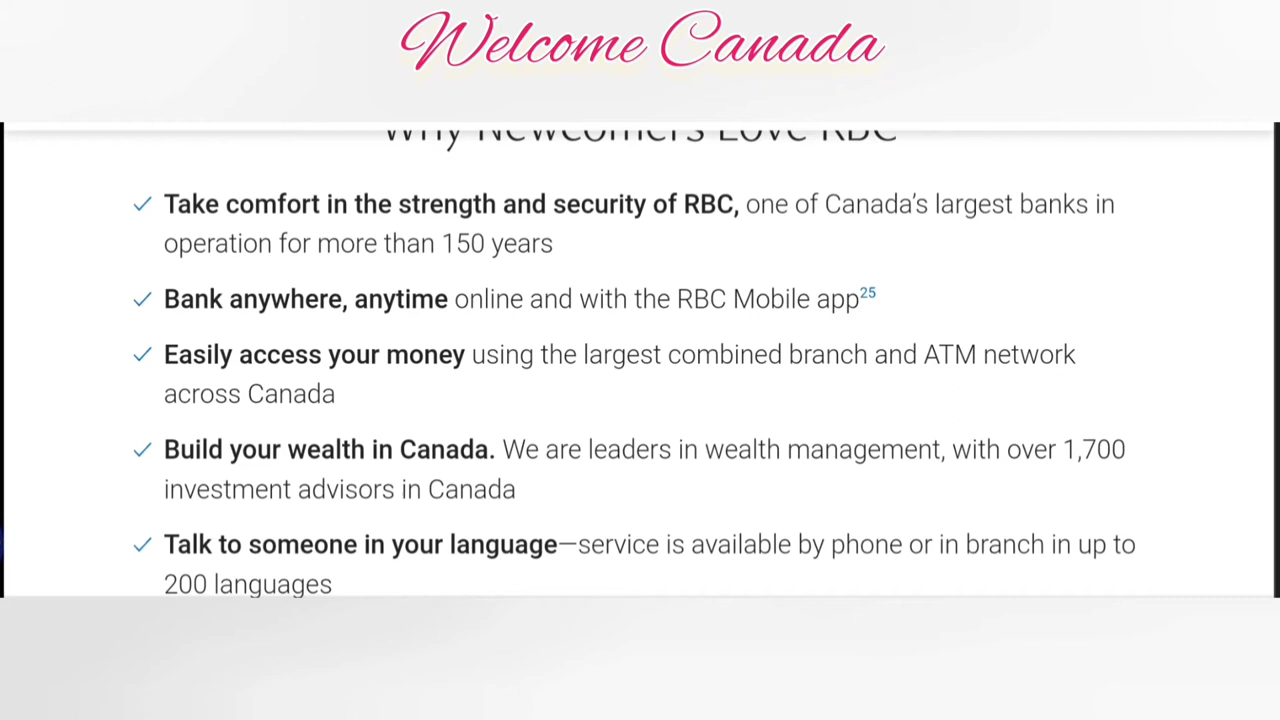 Welcome Canada
Why Newcomers Love RBC
✓ Take comfort in the strength and security of RBC, one of Canada's largest banks in
operation for more than 150 years
✓ Bank anywhere, anytime online and with the RBC Mobile app25
✓ Easily access your money using the largest combined branch and ATM network
across Canada
✓ Build your wealth in Canada. We are leaders in wealth management, with over 1,700
investment advisors in Canada
✓ Talk to someone in your language—service is available by phone or in branch in up to
200 languages